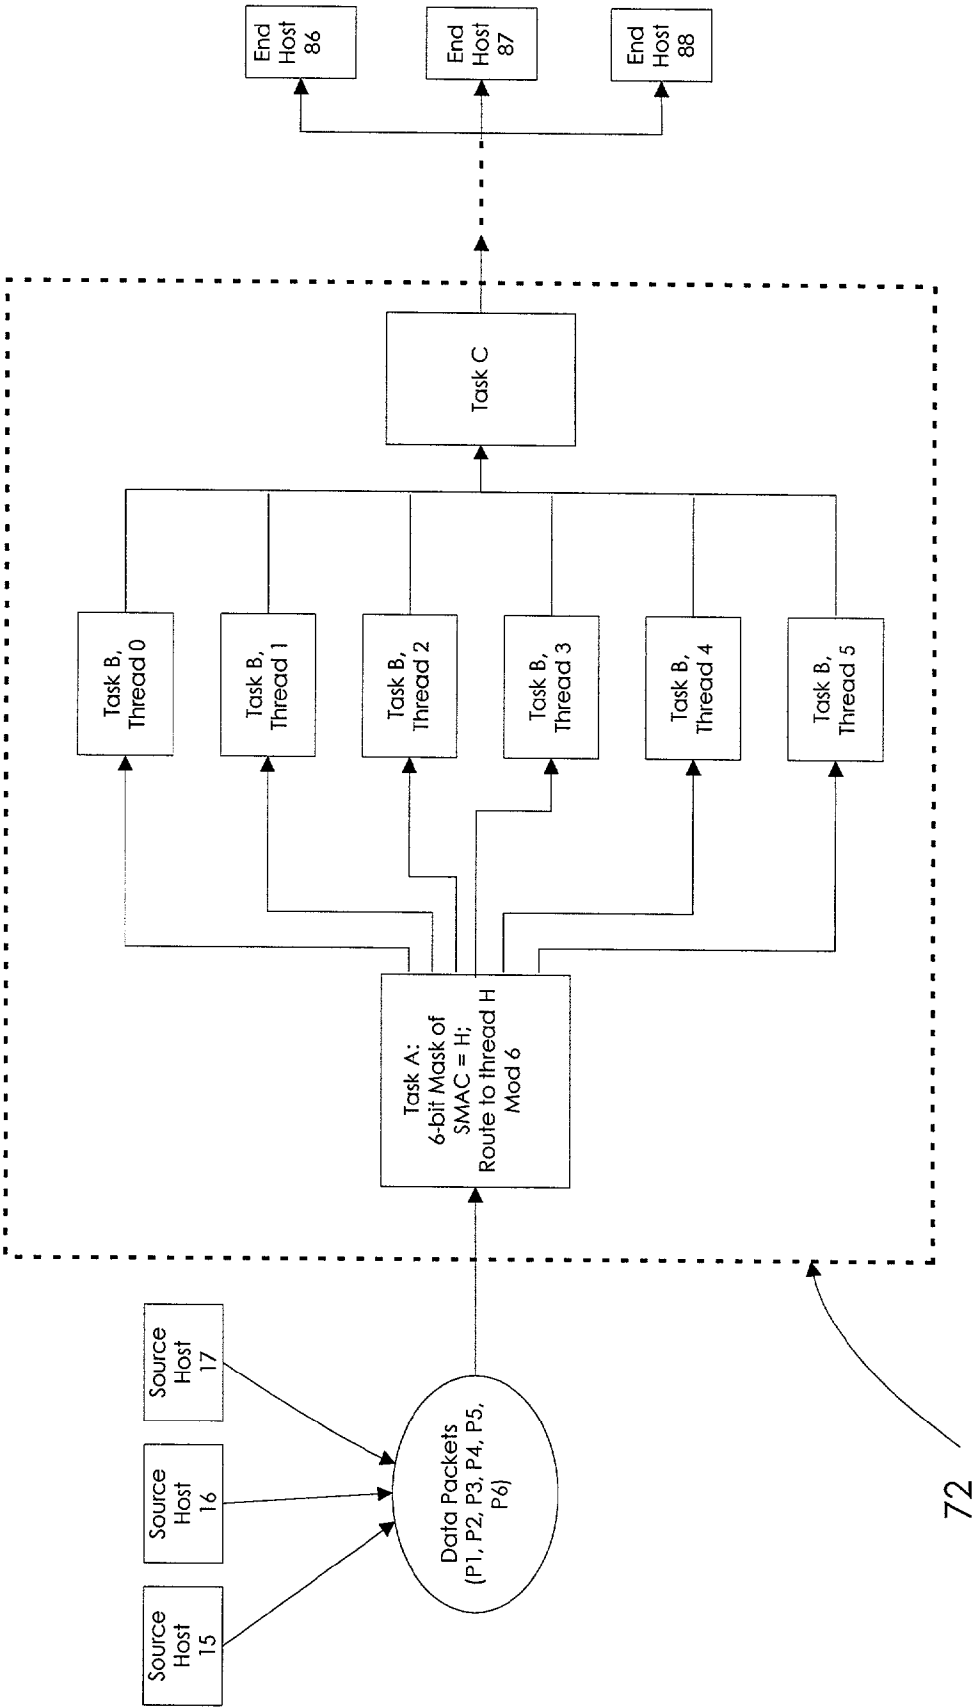 Source
Host
15
Source
Host
16
Source
Host
17
Data Packets
(P1, P2, P3, P4, P5,
P6)
72
Task A:
6-bit Mask of
SMAC = H;
Route to thread H
Mod 6
Task B,
Thread 0
Task B,
Thread 1
Task B,
Thread 2
Task B,
Thread 3
Task B,
Thread 4
Task B,
Thread 5
Task C
End
Host
86
End
Host
87
End
Host
88